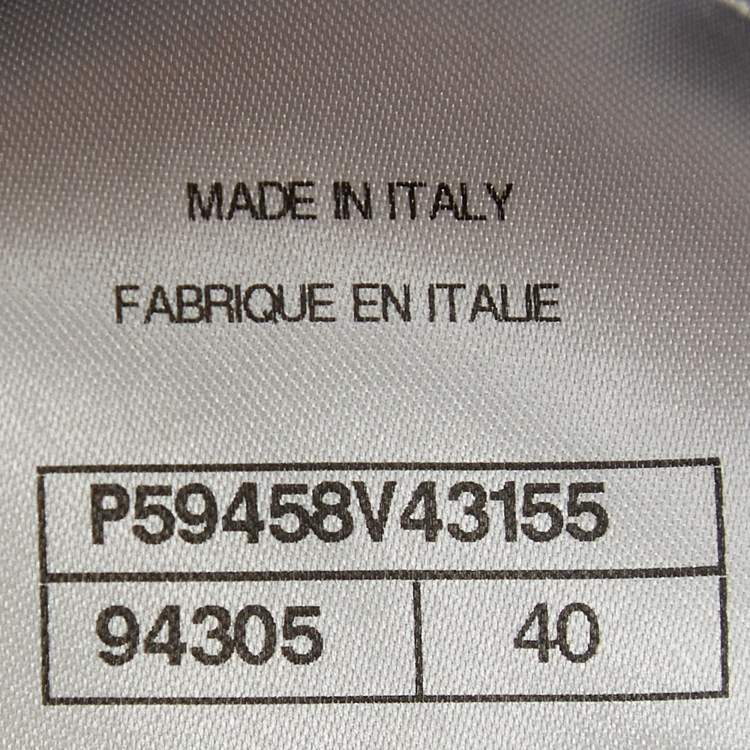 MADE IN ITALY
FABRIQUE EN ITALIE
P59458V43155
94305 40